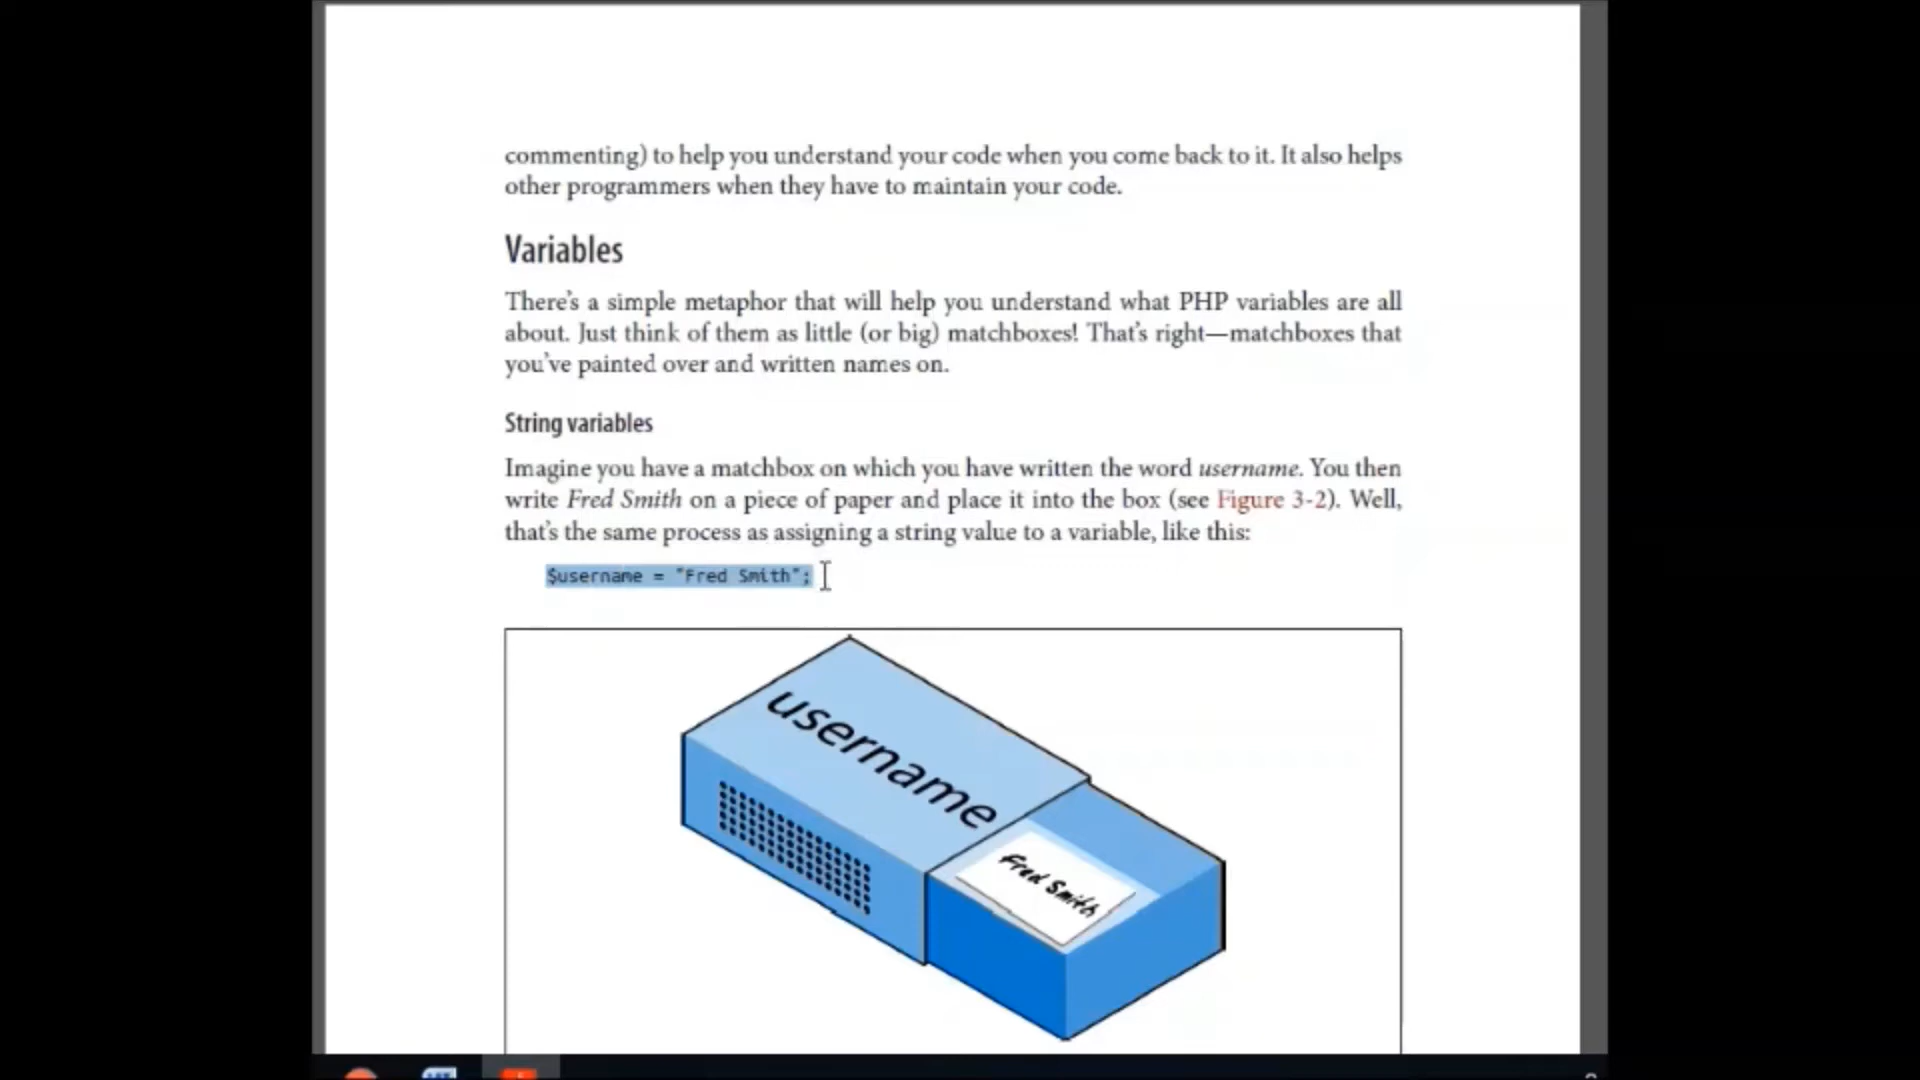 commenting) to help you understand your code when you come back to it. It also helps
other programmers when they have to maintain your code.
Variables
There's a simple metaphor that will help you understand what PHP variables are all
about. Just think of them as little (or big) matchboxes! That's right—matchboxes that
you've painted over and written names on.
String variables
Imagine you have a matchbox on which you have written the word username. You then
write Fred Smith on a piece of paper and place it into the box (see Figure 3-2). Well,
that's the same process as assigning a string value to a variable, like this:
$username = "Fred Smith";
username
Fred Smith